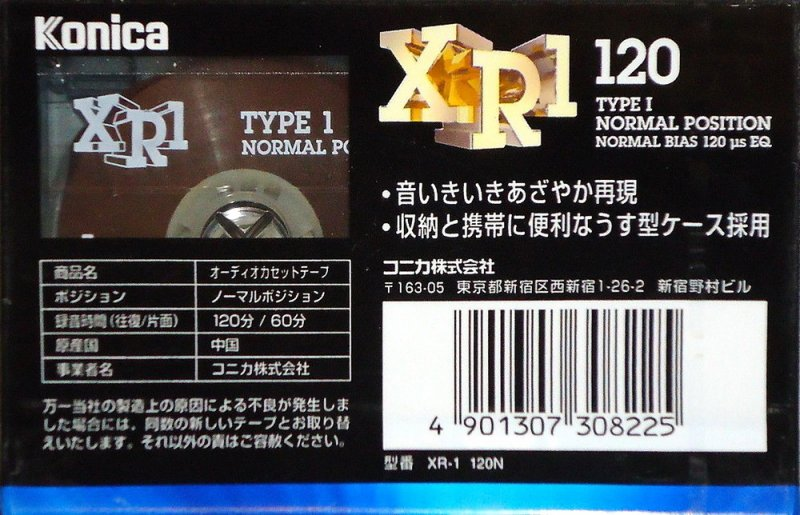 Konica
XR1
TYPE 1
NORMAL PO
XR1
120
TYPE I
NORMAL POSITION
NORMAL BIAS 120 μs EQ
・音いきいきあざやか再現
・収納と携帯に便利なうす型ケース採用
商品名 オーディオカセットテープ
ポジション ノーマルポジション
録音時間(往復/片面) 120分/60分
原産国 中国
事業者名 コニカ株式会社
万一当社の製造上の原因による不良が発生しま
した場合には、同数の新しいテープとお取り替
えいたします。それ以外の責はご容赦ください。
コニカ株式会社
〒163-05 東京都新宿区西新宿1-26-2 新宿野村ビル
4 901307 308225
型番 XR-1 120N